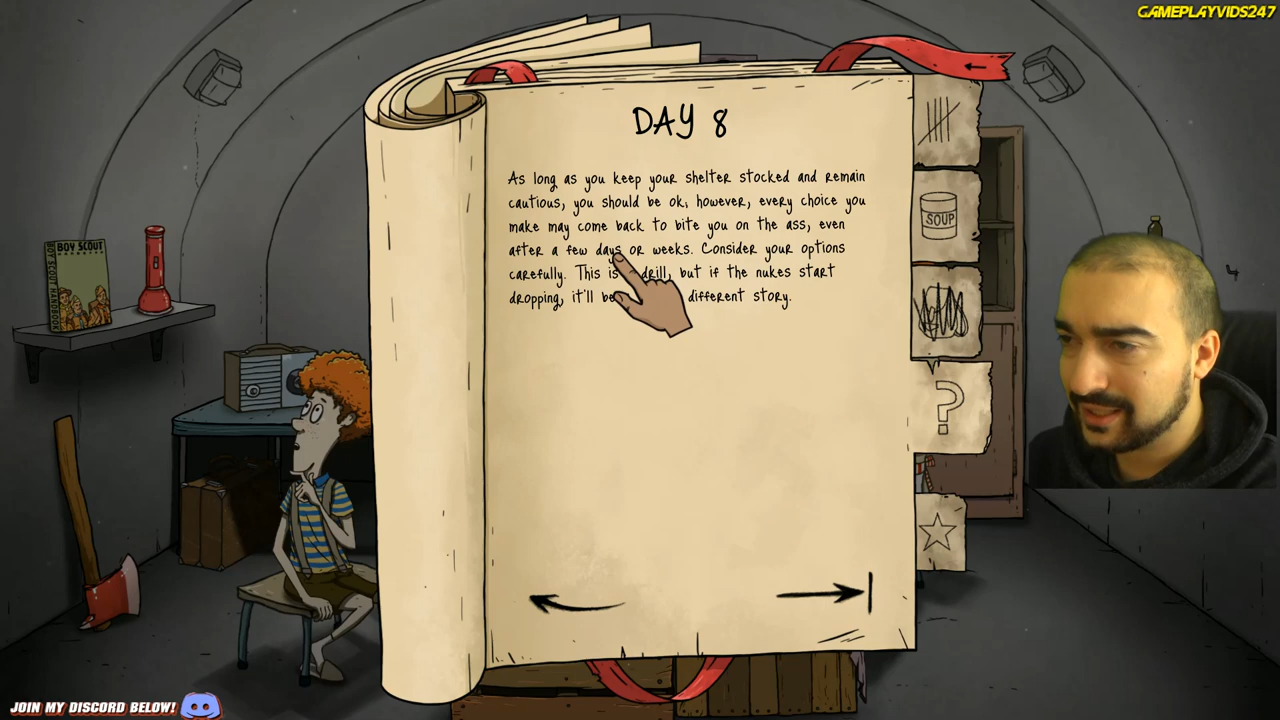 GAMEPLAYVIDS247
DAY 8
As long as you keep your shelter stocked and remain
cautious, you should be ok, however, every choice you
make may come back to bite you on the ass, even
after a few days or weeks. Consider your options
carefully. This is drill, but if the nukes start
dropping, it'll be different story.
SOUP
?
BOY SCOUT
BOY SCOUT HANDBOOK
JOIN MY DISCORD BELOW!